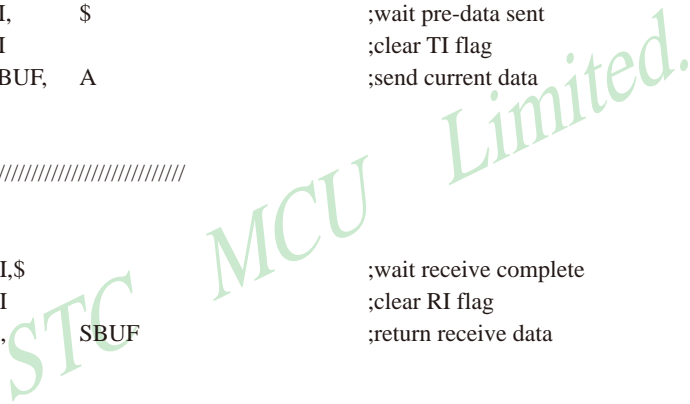 I, $ ;wait pre-data sent
I ;clear TI flag
BUF, A ;send current data
///////////////////////////
I,$ ;wait receive complete
I ;clear RI flag
, SBUF ;return receive data
STC MCU Limited.